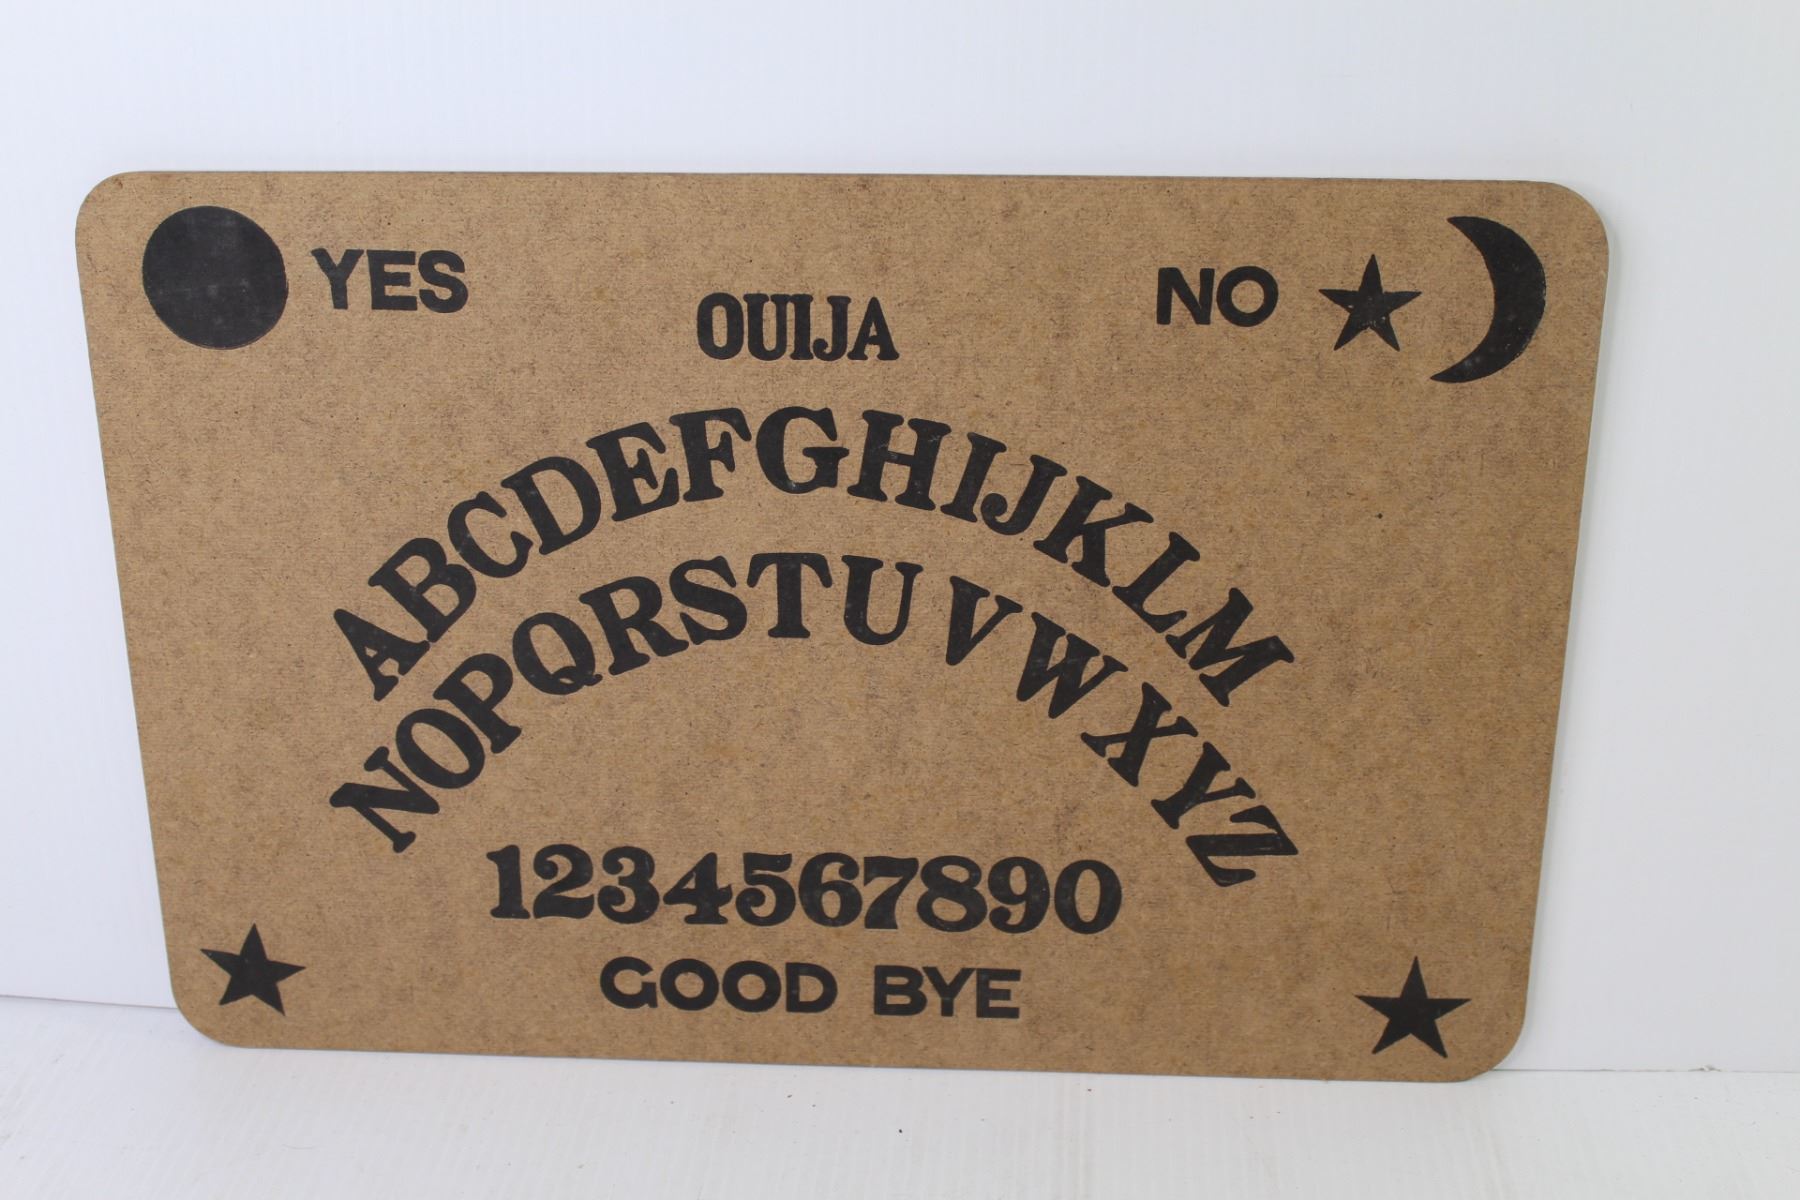 YES
NO
OUIJA
ABCDEFGHIJKLM
NOPQRSTUVWXYZ
1234567890
GOOD BYE